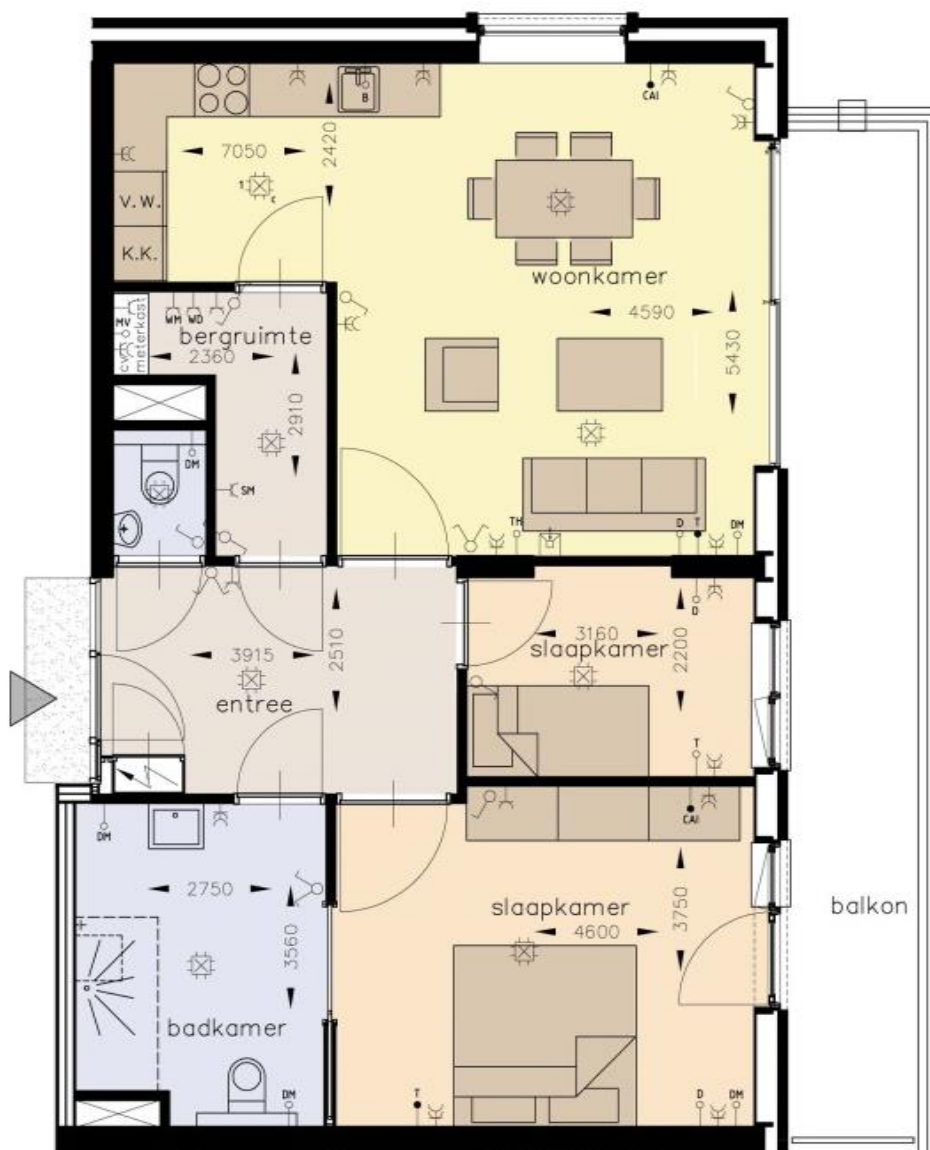 B
CAI
7050
2420
1
c
V.W.
K.K.
woonkamer
MV
WM
WD
cv
meterkast
bergruimte
2360
4590
5430
2910
DM
SM
TH
D
T
DM
D
3915
2510
3160
slaapkamer
2200
entree
T
CAI
DM
2750
3560
slaapkamer
4600
3750
balkon
badkamer
DM
T
D
DM